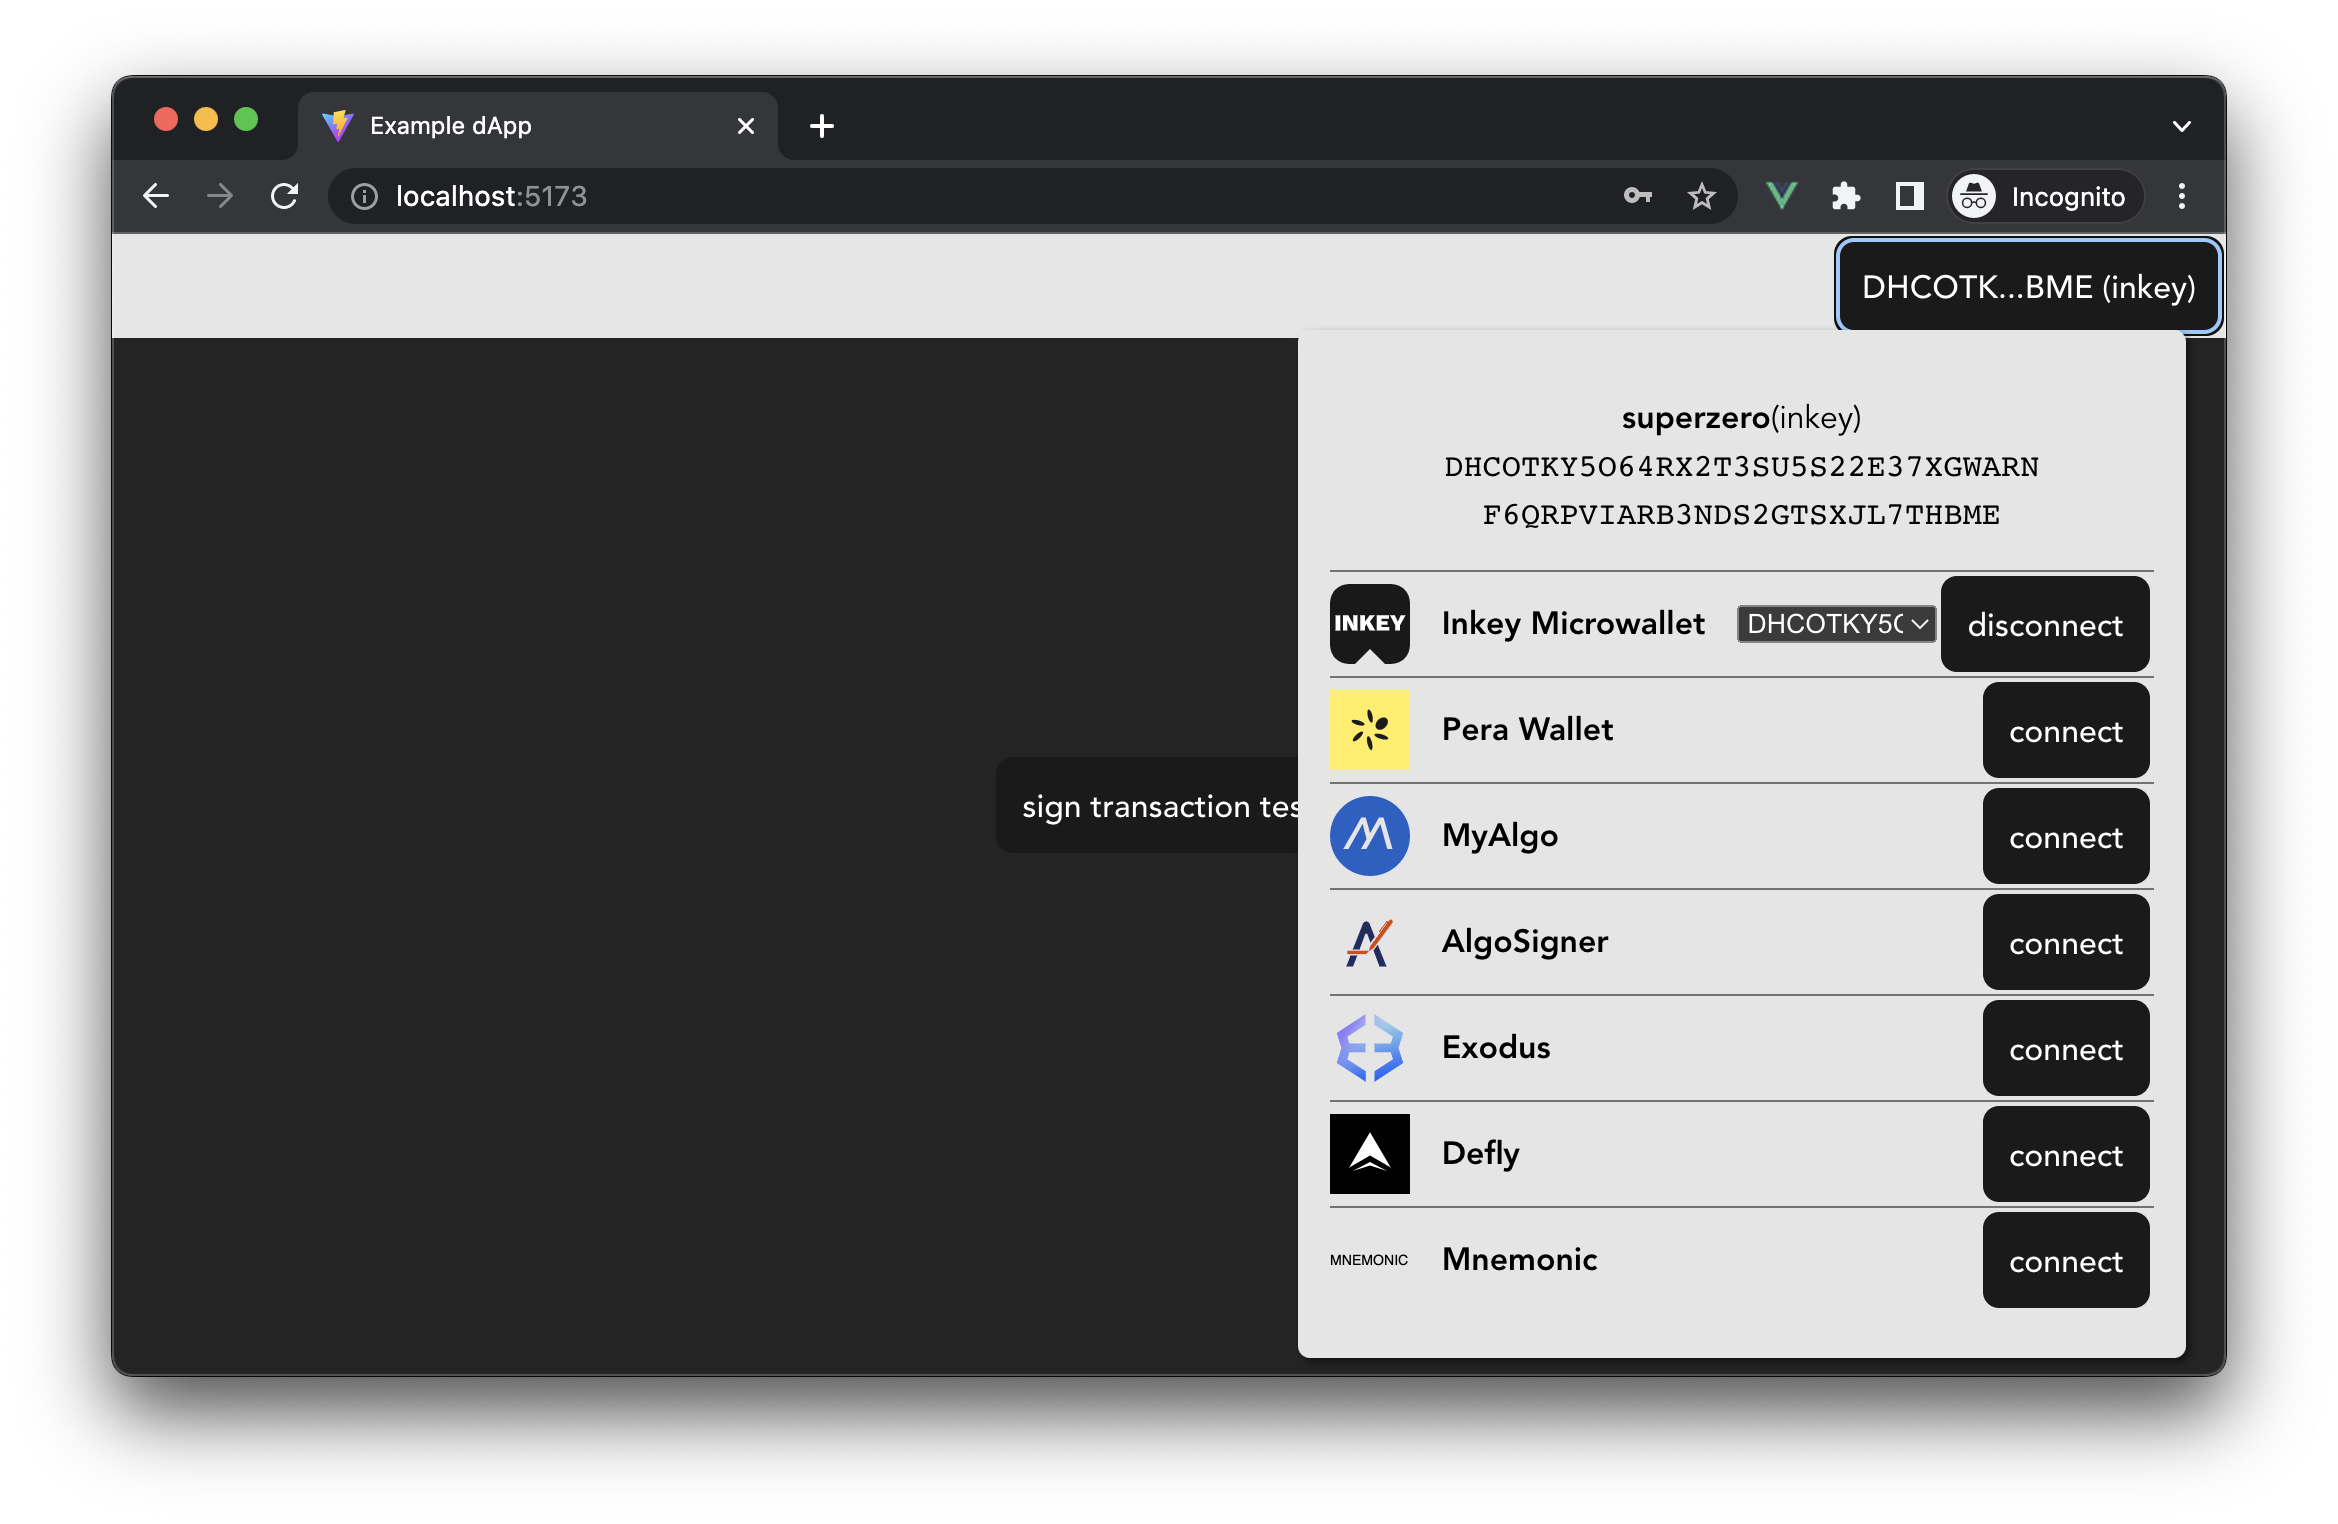 Example dApp
localhost:5173
Incognito
DHCOTK...BME (inkey)
superzero(inkey)
DHCOTKY5O64RX2T3SU5S22E37XGWARN
F6QRPVIARB3NDS2GTSXJL7THBME
INKEY Inkey Microwallet DHCOTKY5O disconnect
Pera Wallet connect
sign transaction tes
MyAlgo connect
AlgoSigner connect
Exodus connect
Defly connect
MNEMONIC Mnemonic connect